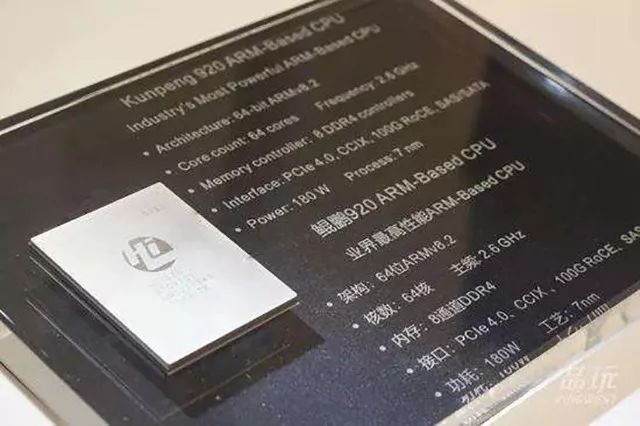 Kunpeng 920 ARM-Based CPU
Industry's Most Powerful ARM-Based CPU
• Architecture: 64-bit ARMv8.2
• Core count: 64 cores Frequency: 2.6 GHz
• Memory controller: 8 DDR4 controllers
• Interface: PCIe 4.0, CCIX, 100G RoCE, SAS/SATA
• Power: 180 W Process: 7 nm
鲲鹏920 ARM-Based CPU
业界最高性能ARM-Based CPU
• 架构: 64位ARMv8.2
• 核数: 64核 主频: 2.6 GHz
• 内存: 8通道DDR4
• 接口: PCIe 4.0, CCIX, 100G RoCE, SAS
• 功耗: 180W 工艺: 7nm
品玩
PINGWEST